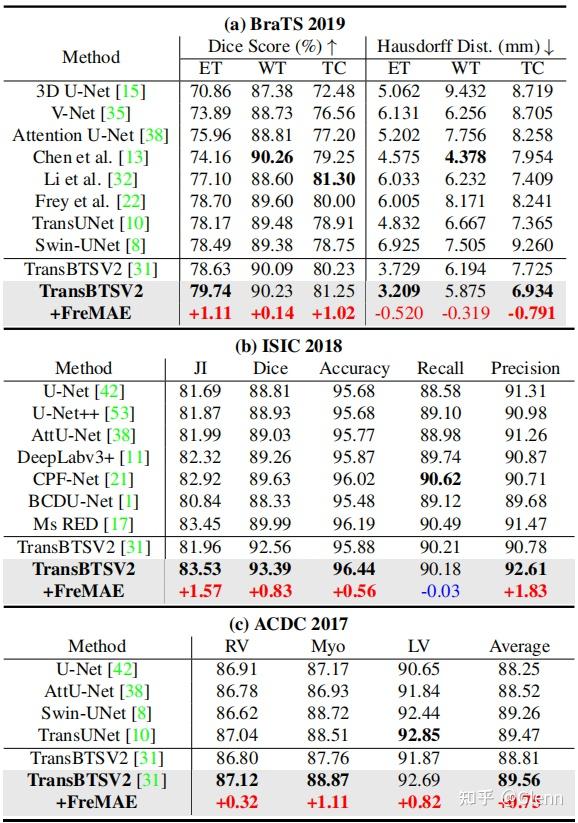 (a) BraTS 2019
Method Dice Score (%) ↑ Hausdorff Dist. (mm) ↓
ET WT TC ET WT TC
3D U-Net [15] 70.86 87.38 72.48 5.062 9.432 8.719
V-Net [35] 73.89 88.73 76.56 6.131 6.256 8.705
Attention U-Net [38] 75.96 88.81 77.20 5.202 7.756 8.258
Chen et al. [13] 74.16 90.26 79.25 4.575 4.378 7.954
Li et al. [32] 77.10 88.60 81.30 6.033 6.232 7.409
Frey et al. [22] 78.70 89.60 80.00 6.005 8.171 8.241
TransUNet [10] 78.17 89.48 78.91 4.832 6.667 7.365
Swin-UNet [8] 78.49 89.38 78.75 6.925 7.505 9.260
TransBTSV2 [31] 78.63 90.09 80.23 3.729 6.194 7.725
TransBTSV2 79.74 90.23 81.25 3.209 5.875 6.934
+FreMAE +1.11 +0.14 +1.02 -0.520 -0.319 -0.791
(b) ISIC 2018
Method JI Dice Accuracy Recall Precision
U-Net [42] 81.69 88.81 95.68 88.58 91.31
U-Net++ [53] 81.87 88.93 95.68 89.10 90.98
AttU-Net [38] 81.99 89.03 95.77 88.98 91.26
DeepLabv3+ [11] 82.32 89.26 95.87 89.74 90.87
CPF-Net [21] 82.92 89.63 96.02 90.62 90.71
BCDU-Net [1] 80.84 88.33 95.48 89.12 89.68
Ms RED [17] 83.45 89.99 96.19 90.49 91.47
TransBTSV2 [31] 81.96 92.56 95.88 90.21 90.78
TransBTSV2 83.53 93.39 96.44 90.18 92.61
+FreMAE +1.57 +0.83 +0.56 -0.03 +1.83
(c) ACDC 2017
Method RV Myo LV Average
U-Net [42] 86.91 87.17 90.65 88.25
AttU-Net [38] 86.78 86.93 91.84 88.52
Swin-UNet [8] 86.62 88.72 92.44 89.26
TransUNet [10] 87.04 88.51 92.85 89.47
TransBTSV2 [31] 86.80 87.76 91.87 88.81
TransBTSV2 [31] 87.12 88.87 92.69 89.56
+FreMAE +0.32 +1.11 +0.82 +0.75
知乎 @Glenn